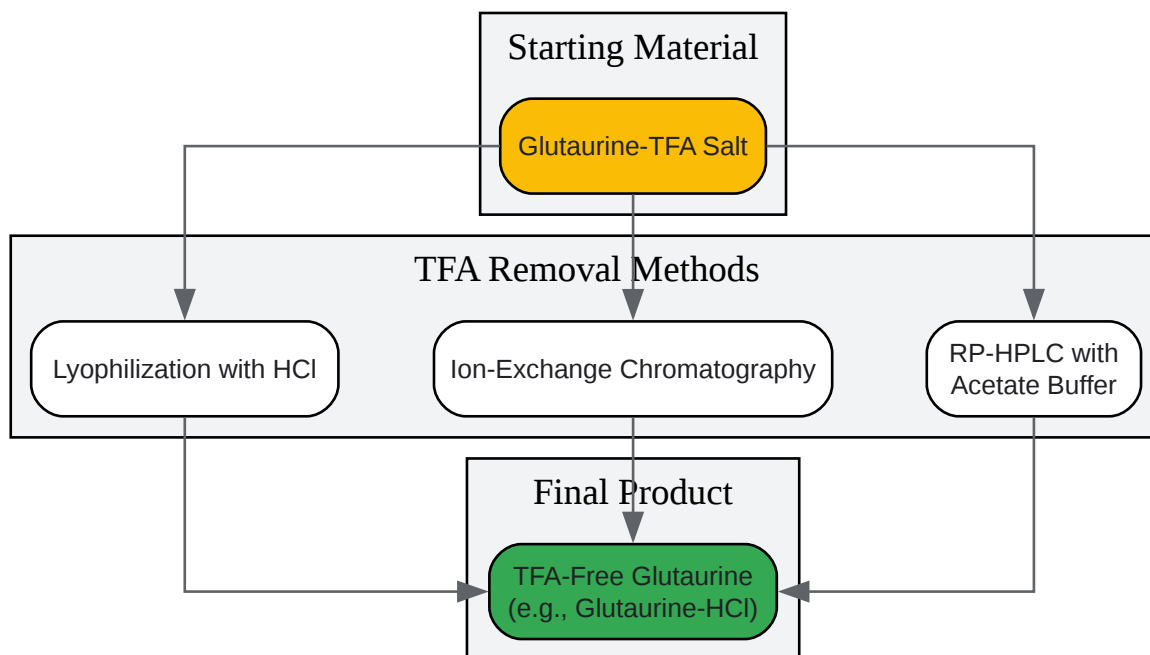 Starting Material
Glutaurine-TFA Salt
TFA Removal Methods
Lyophilization with HCl
Ion-Exchange Chromatography
RP-HPLC with
Acetate Buffer
Final Product
TFA-Free Glutaurine
(e.g., Glutaurine-HCl)